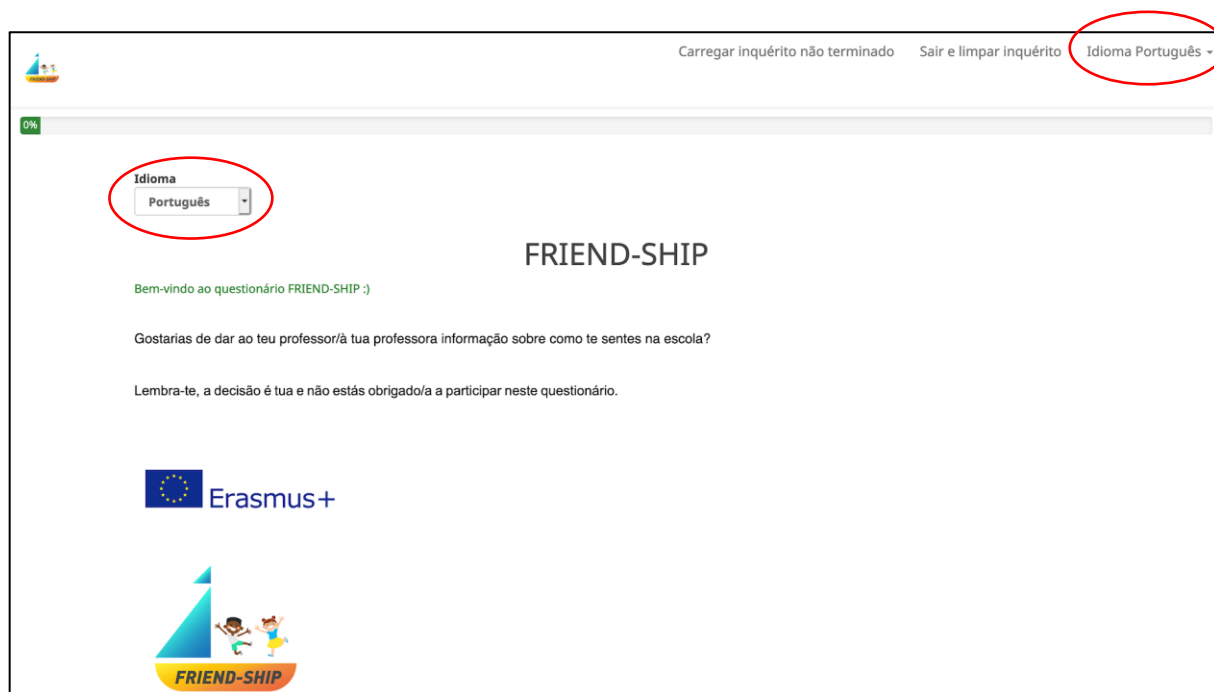 Carregar inquérito não terminado Sair e limpar inquérito Idioma Português
FRIEND-SHIP
0%
Idioma
Português
FRIEND-SHIP
Bem-vindo ao questionário FRIEND-SHIP :)
Gostarias de dar ao teu professor/à tua professora informação sobre como te sentes na escola?
Lembra-te, a decisão é tua e não estás obrigado/a a participar neste questionário.
Erasmus+
FRIEND-SHIP